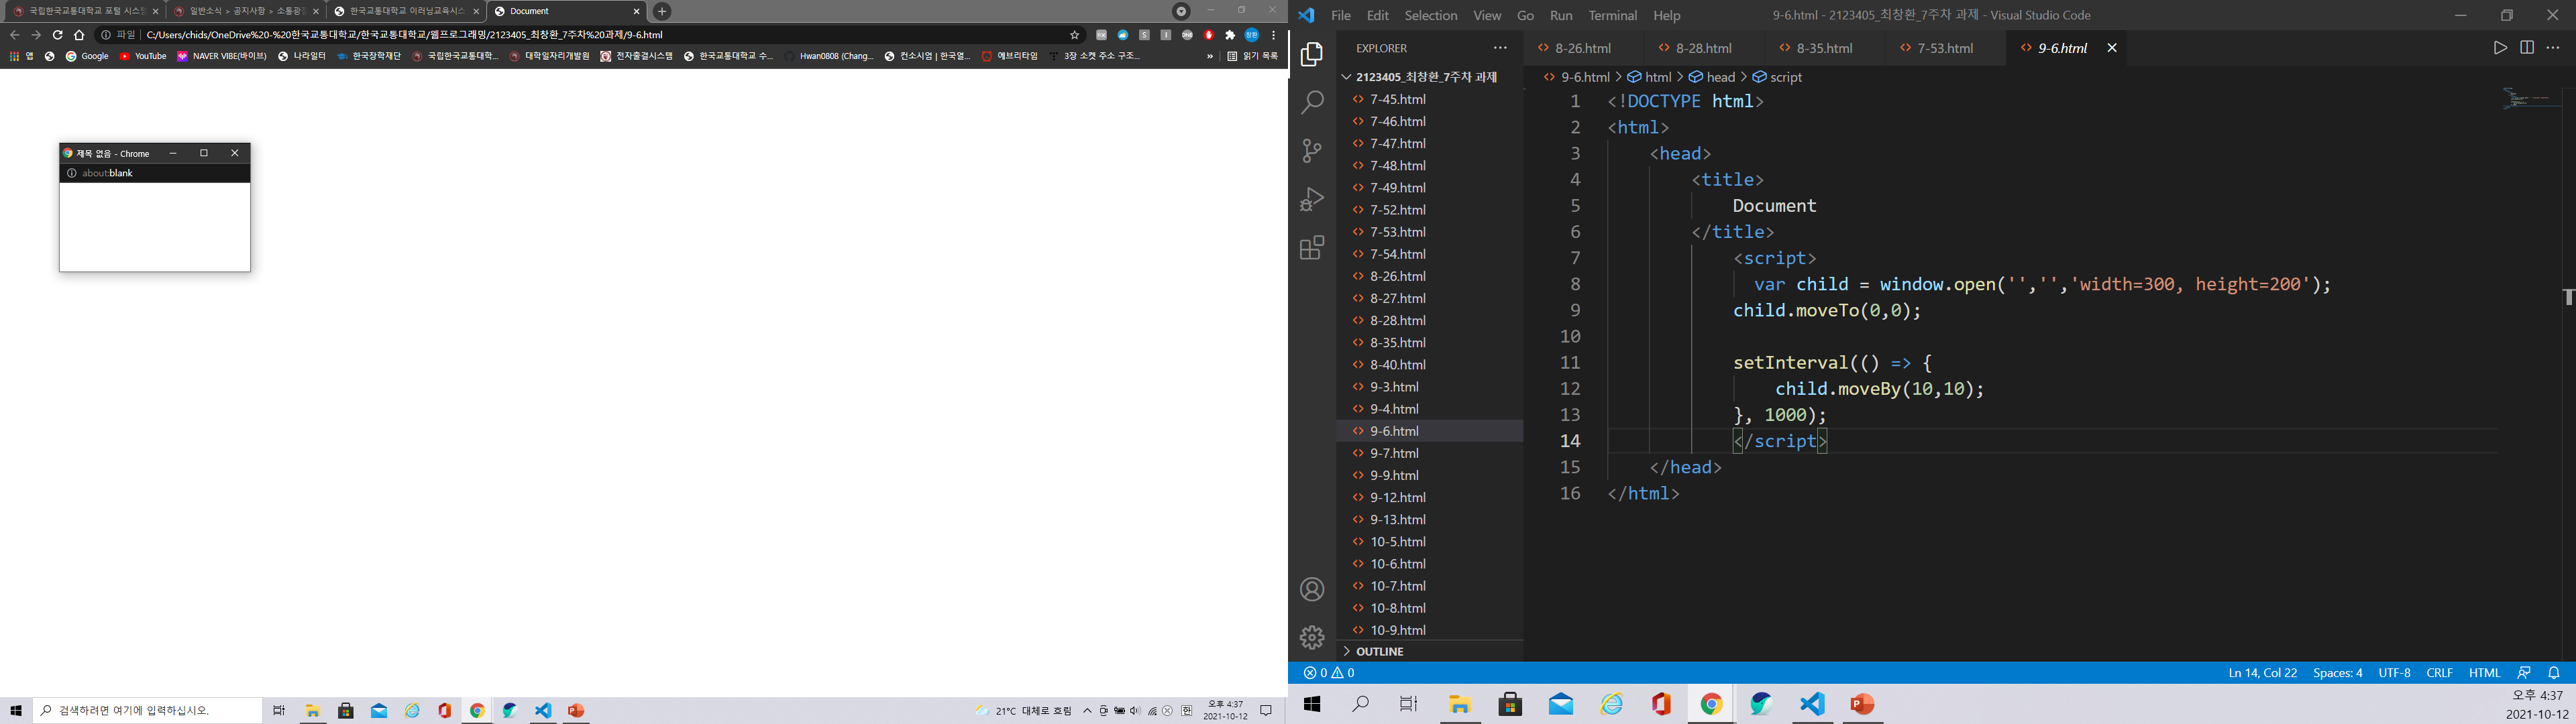 국립한국교통대학교 포털 시스템
일반소식 > 공지사항 > 소통광장
한국교통대학교 이러닝교육시스
Document
파일 | C:/Users/chids/OneDrive%20-%20한국교통대학교/한국교통대학교/웹프로그래밍/2123405_최창환_7주차%20과제/9-6.html
앱 Google YouTube NAVER VIBE(바이브) 나라일터 한국장학재단 국립한국교통대학... 대학일자리개발원 전자출결시스템 한국교통대학교 수... Hwan0808 (Chang... 컨소시엄 | 한국열... 에브리타임 3장 소켓 주소 구조... » 읽기 목록
제목 없음 - Chrome
about:blank
검색하려면 여기에 입력하십시오.
21°C 대체로 흐림
오후 4:37
2021-10-12
File Edit Selection View Go Run Terminal Help
9-6.html - 2123405_최창환_7주차 과제 - Visual Studio Code
EXPLORER
8-26.html 8-28.html 8-35.html 7-53.html 9-6.html
2123405_최창환_7주차 과제
9-6.html > html > head > script
7-45.html
7-46.html
7-47.html
7-48.html
7-49.html
7-52.html
7-53.html
7-54.html
8-26.html
8-27.html
8-28.html
8-35.html
8-40.html
9-3.html
9-4.html
9-6.html
9-7.html
9-9.html
9-12.html
9-13.html
10-5.html
10-6.html
10-7.html
10-8.html
10-9.html
OUTLINE
1 <!DOCTYPE html>
2 <html>
3 <head>
4 <title>
5 Document
6 </title>
7 <script>
8 var child = window.open('','','width=300, height=200');
9 child.moveTo(0,0);
10
11 setInterval(() => {
12 child.moveBy(10,10);
13 }, 1000);
14 </script>
15 </head>
16 </html>
0 0
Ln 14, Col 22 Spaces: 4 UTF-8 CRLF HTML
오후 4:37
2021-10-12